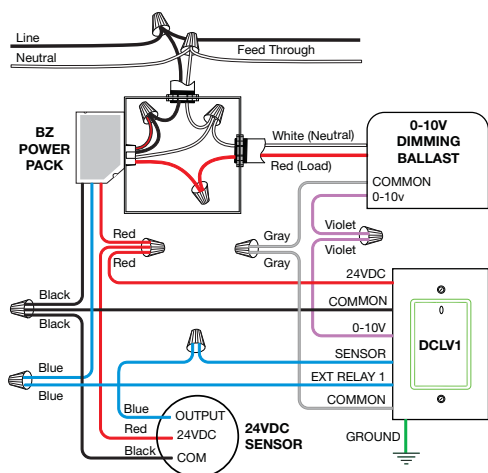 Line
Neutral
Feed Through
BZ
POWER
PACK
White (Neutral)
Red (Load)
0-10V
DIMMING
BALLAST
COMMON
0-10v
Red
Red
Gray
Gray
Violet
Violet
24VDC
Black
Black
COMMON
0-10V
DCLV1
SENSOR
Blue
Blue
EXT RELAY 1
COMMON
Blue
OUTPUT
Red
24VDC
24VDC
SENSOR
Black
COM
GROUND